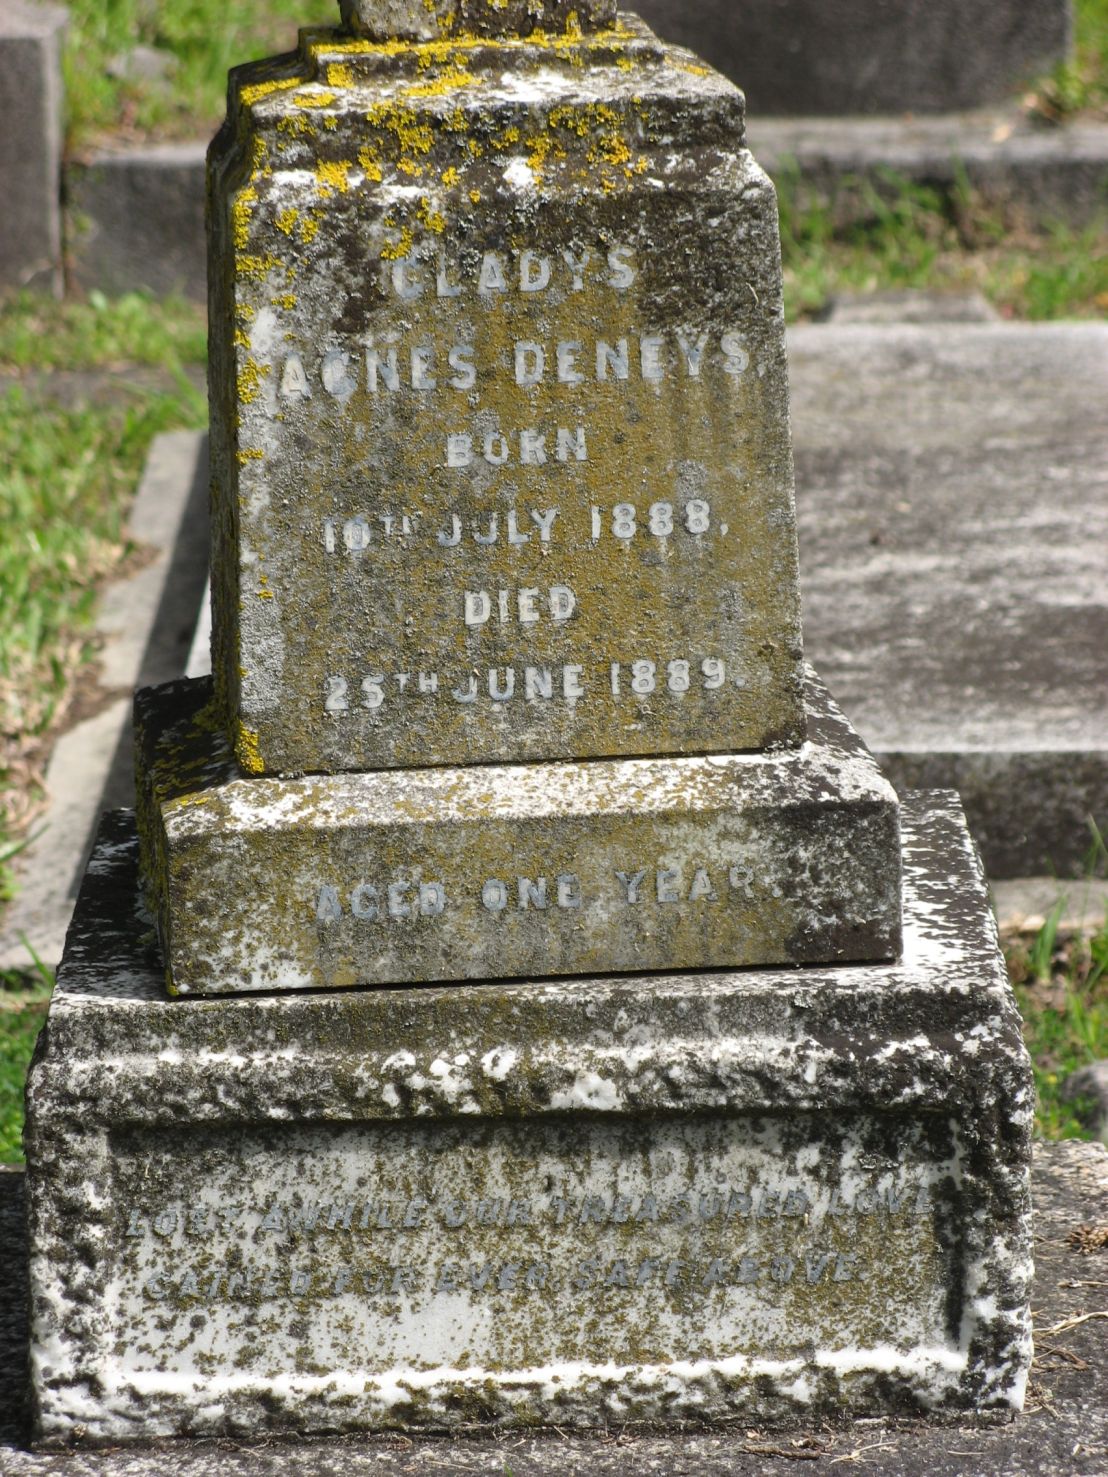 GLADYS
AGNES DENEYS.
BORN
10TH JULY 1888,
DIED
25TH JUNE 1889.
AGED ONE YEAR.
LOST AWHILE OUR TREASURED LOVE
GAINED FOR EVER SAFE ABOVE.